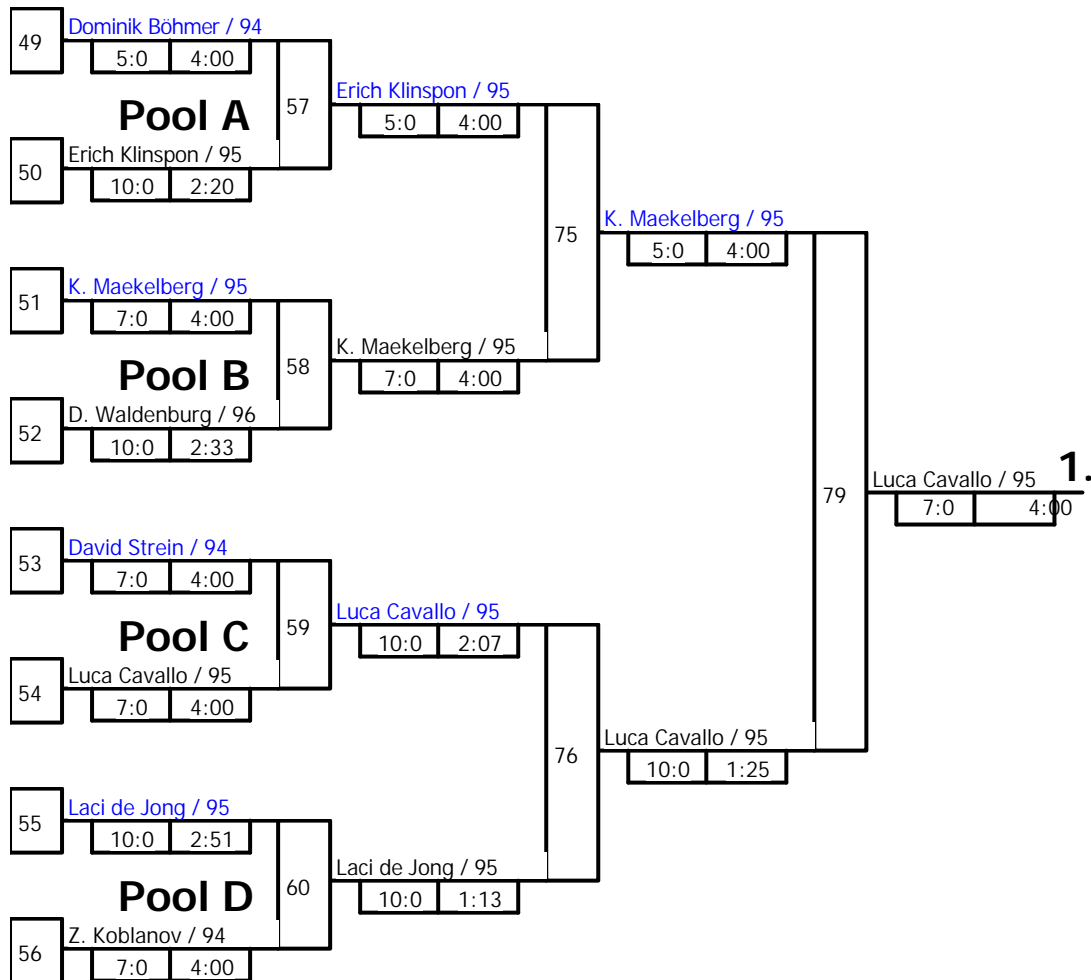 49 Dominik Böhmer / 94
5:0 4:00
Pool A
57 Erich Klinspon / 95
5:0 4:00
50 Erich Klinspon / 95
10:0 2:20
75 K. Maekelberg / 95
5:0 4:00
51 K. Maekelberg / 95
7:0 4:00
Pool B
58 K. Maekelberg / 95
7:0 4:00
52 D. Waldenburg / 96
10:0 2:33
79 Luca Cavallo / 95 1.
7:0 4:00
53 David Strein / 94
7:0 4:00
Pool C
59 Luca Cavallo / 95
10:0 2:07
54 Luca Cavallo / 95
7:0 4:00
76 Luca Cavallo / 95
10:0 1:25
55 Laci de Jong / 95
10:0 2:51
Pool D
60 Laci de Jong / 95
10:0 1:13
56 Z. Koblanov / 94
7:0 4:00